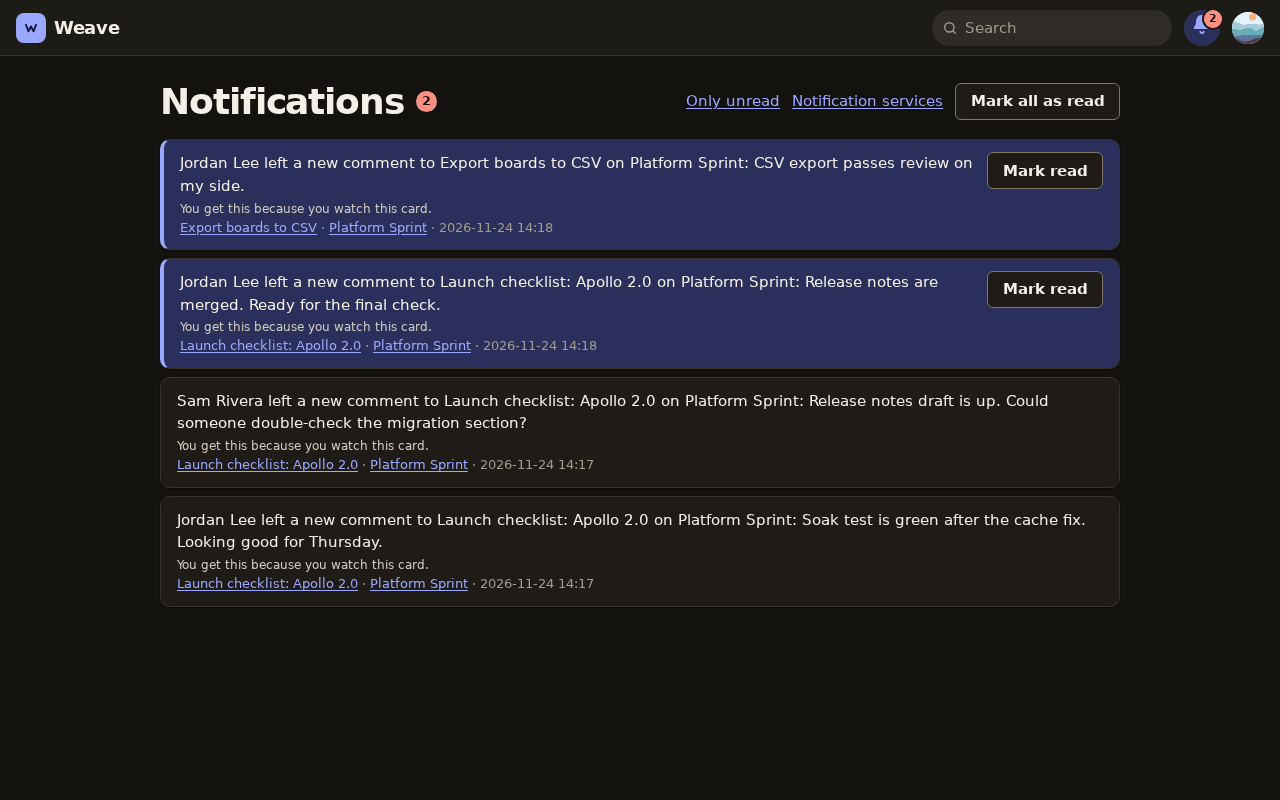 Weave
Search
2
Notifications 2
Only unread Notification services Mark all as read
Jordan Lee left a new comment to Export boards to CSV on Platform Sprint: CSV export passes review on
my side.
Mark read
You get this because you watch this card.
Export boards to CSV · Platform Sprint · 2026-11-24 14:18
Jordan Lee left a new comment to Launch checklist: Apollo 2.0 on Platform Sprint: Release notes are
merged. Ready for the final check.
Mark read
You get this because you watch this card.
Launch checklist: Apollo 2.0 · Platform Sprint · 2026-11-24 14:18
Sam Rivera left a new comment to Launch checklist: Apollo 2.0 on Platform Sprint: Release notes draft is up. Could
someone double-check the migration section?
You get this because you watch this card.
Launch checklist: Apollo 2.0 · Platform Sprint · 2026-11-24 14:17
Jordan Lee left a new comment to Launch checklist: Apollo 2.0 on Platform Sprint: Soak test is green after the cache fix.
Looking good for Thursday.
You get this because you watch this card.
Launch checklist: Apollo 2.0 · Platform Sprint · 2026-11-24 14:17